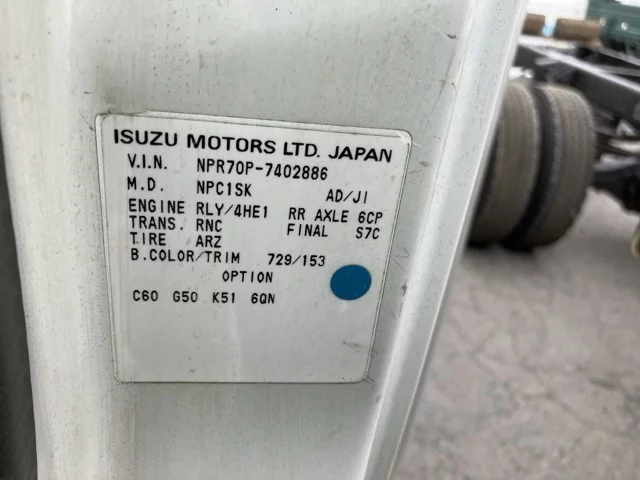 ISUZU MOTORS LTD. JAPAN
V.I.N. NPR70P-7402886
M.D. NPC1SK AD/J1
ENGINE RLY/4HE1 RR AXLE 6CP
TRANS. RNC FINAL S7C
TIRE ARZ
B.COLOR/TRIM 729/153
OPTION
C60 G50 K51 6QN